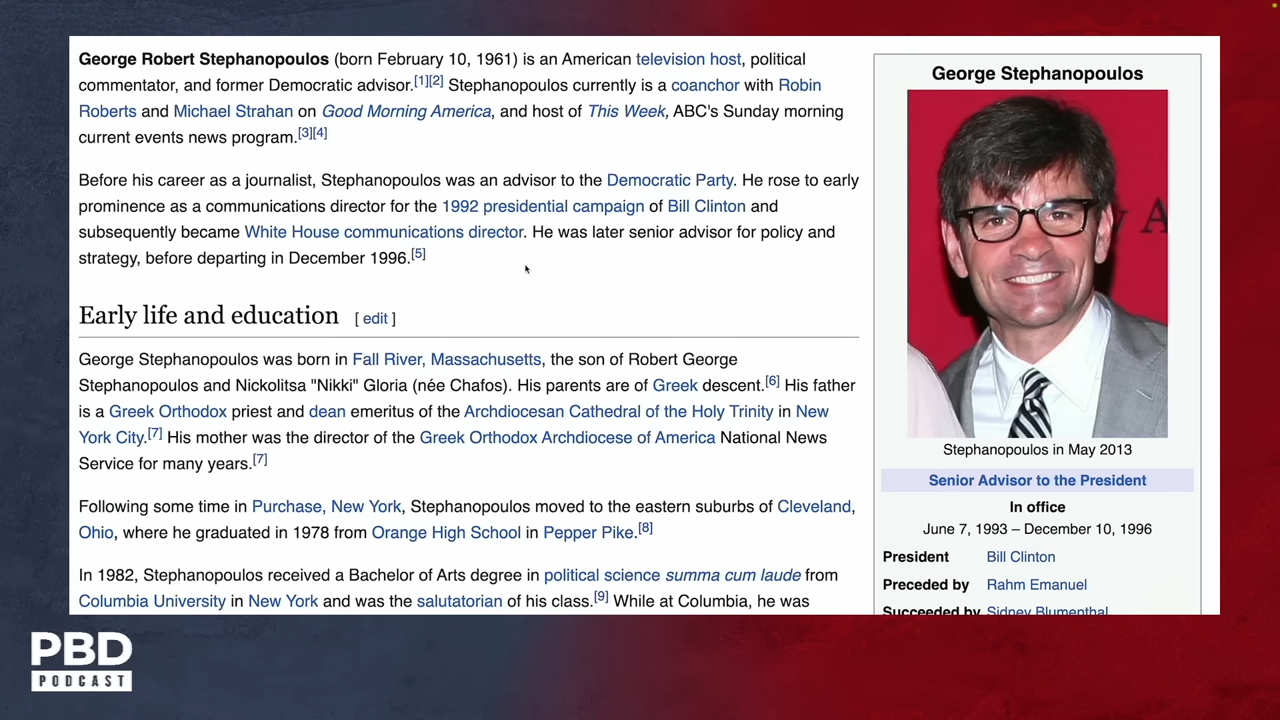 George Robert Stephanopoulos (born February 10, 1961) is an American television host, political
commentator, and former Democratic advisor.[1][2] Stephanopoulos currently is a coanchor with Robin
Roberts and Michael Strahan on Good Morning America, and host of This Week, ABC's Sunday morning
current events news program.[3][4]
Before his career as a journalist, Stephanopoulos was an advisor to the Democratic Party. He rose to early
prominence as a communications director for the 1992 presidential campaign of Bill Clinton and
subsequently became White House communications director. He was later senior advisor for policy and
strategy, before departing in December 1996.[5]
Early life and education [ edit ]
George Stephanopoulos was born in Fall River, Massachusetts, the son of Robert George
Stephanopoulos and Nickolitsa "Nikki" Gloria (née Chafos). His parents are of Greek descent.[6] His father
is a Greek Orthodox priest and dean emeritus of the Archdiocesan Cathedral of the Holy Trinity in New
York City.[7] His mother was the director of the Greek Orthodox Archdiocese of America National News
Service for many years.[7]
Following some time in Purchase, New York, Stephanopoulos moved to the eastern suburbs of Cleveland,
Ohio, where he graduated in 1978 from Orange High School in Pepper Pike.[8]
In 1982, Stephanopoulos received a Bachelor of Arts degree in political science summa cum laude from
Columbia University in New York and was the salutatorian of his class.[9] While at Columbia, he was
George Stephanopoulos
Y A
Stephanopoulos in May 2013
Senior Advisor to the President
In office
June 7, 1993 – December 10, 1996
President Bill Clinton
Preceded by Rahm Emanuel
Succeeded by Sidney Blumenthal
PBD
PODCAST